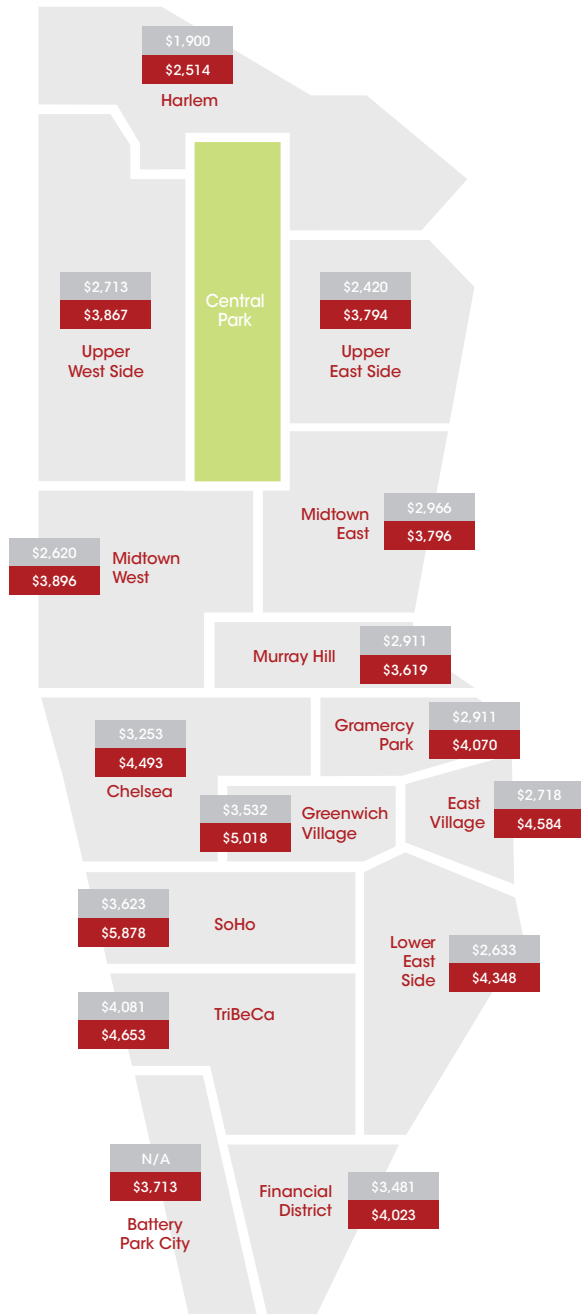 $1,900
$2,514
Harlem
Central
Park
$2,713
$3,867
Upper
West Side
$2,420
$3,794
Upper
East Side
Midtown
East
$2,966
$3,796
$2,620
$3,896
Midtown
West
Murray Hill
$2,911
$3,619
Gramercy
Park
$2,911
$4,070
$3,253
$4,493
Chelsea
$3,532
$5,018
Greenwich
Village
East
Village
$2,718
$4,584
$3,623
$5,878
SoHo
Lower
East
Side
$2,633
$4,348
$4,081
$4,653
TriBeCa
N/A
$3,713
Battery
Park City
Financial
District
$3,481
$4,023